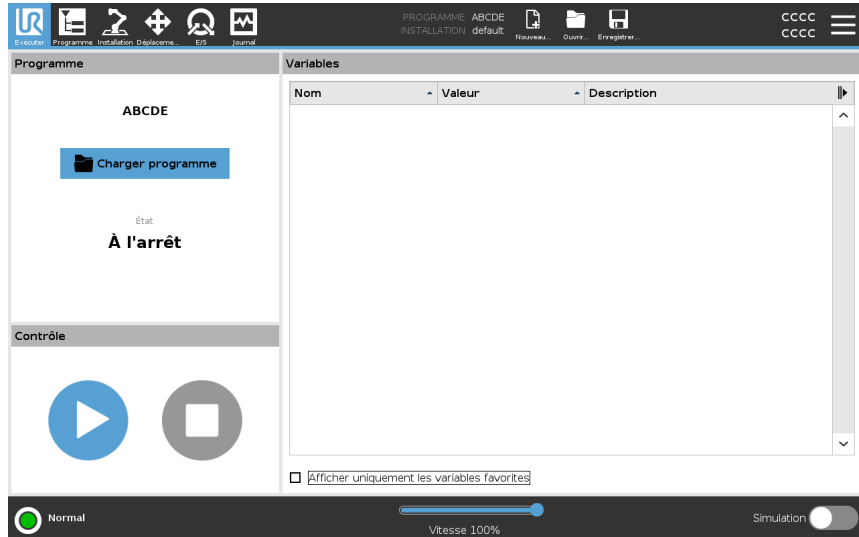 UR
PROGRAMME ABCDE
INSTALLATION default
CCCC
CCCC
Exécuter Programme Installation Déplaceme... E/S Journal
Nouveau... Ouvrir... Enregistrer...
Programme
ABCDE
Charger programme
État
À l'arrêt
Contrôle
Variables
Nom Valeur Description
Afficher uniquement les variables favorites
Normal
Vitesse 100%
Simulation